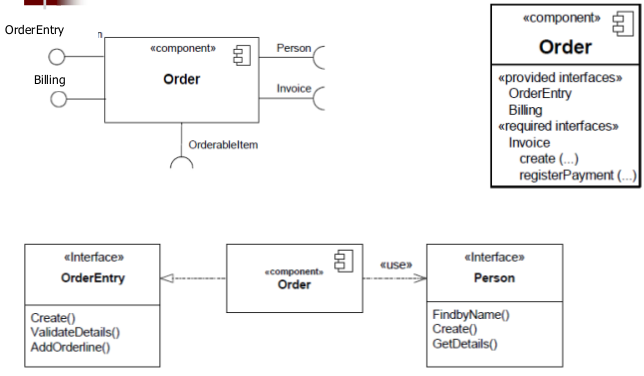 OrderEntry
n
Billing
«component»
Order
Person
Invoice
OrderableItem
«component»
Order
«provided interfaces»
OrderEntry
Billing
«required interfaces»
Invoice
create (...)
registerPayment (...)
«Interface»
OrderEntry
Create()
ValidateDetails()
AddOrderline()
«component»
Order
«use»
«Interface»
Person
FindbyName()
Create()
GetDetails()